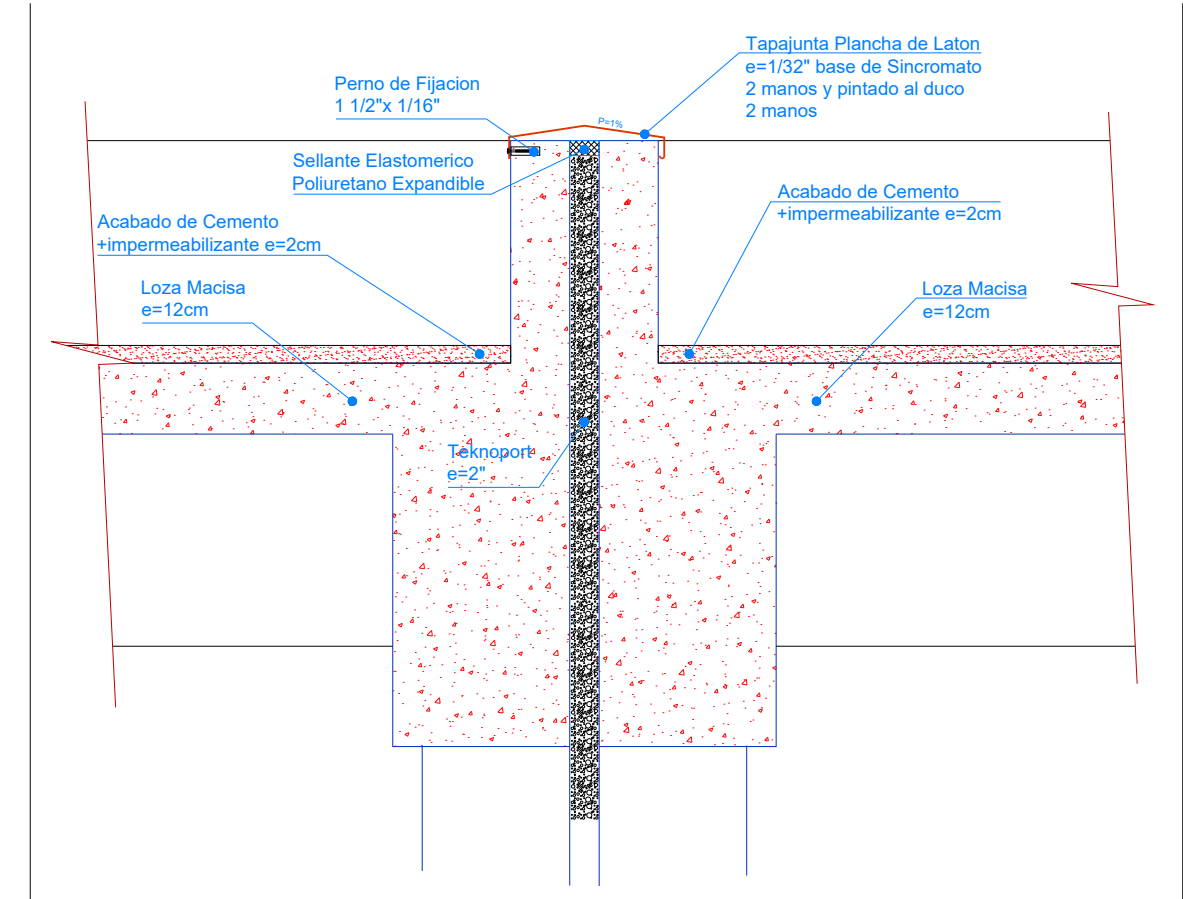 Tapajunta Plancha de Laton
e=1/32" base de Sincromato
2 manos y pintado al duco
2 manos
Perno de Fijacion
1 1/2"x 1/16"
P=1%
Sellante Elastomerico
Poliuretano Expandible
Acabado de Cemento
+impermeabilizante e=2cm
Acabado de Cemento
+impermeabilizante e=2cm
Loza Macisa
e=12cm
Loza Macisa
e=12cm
Teknoport
e=2"